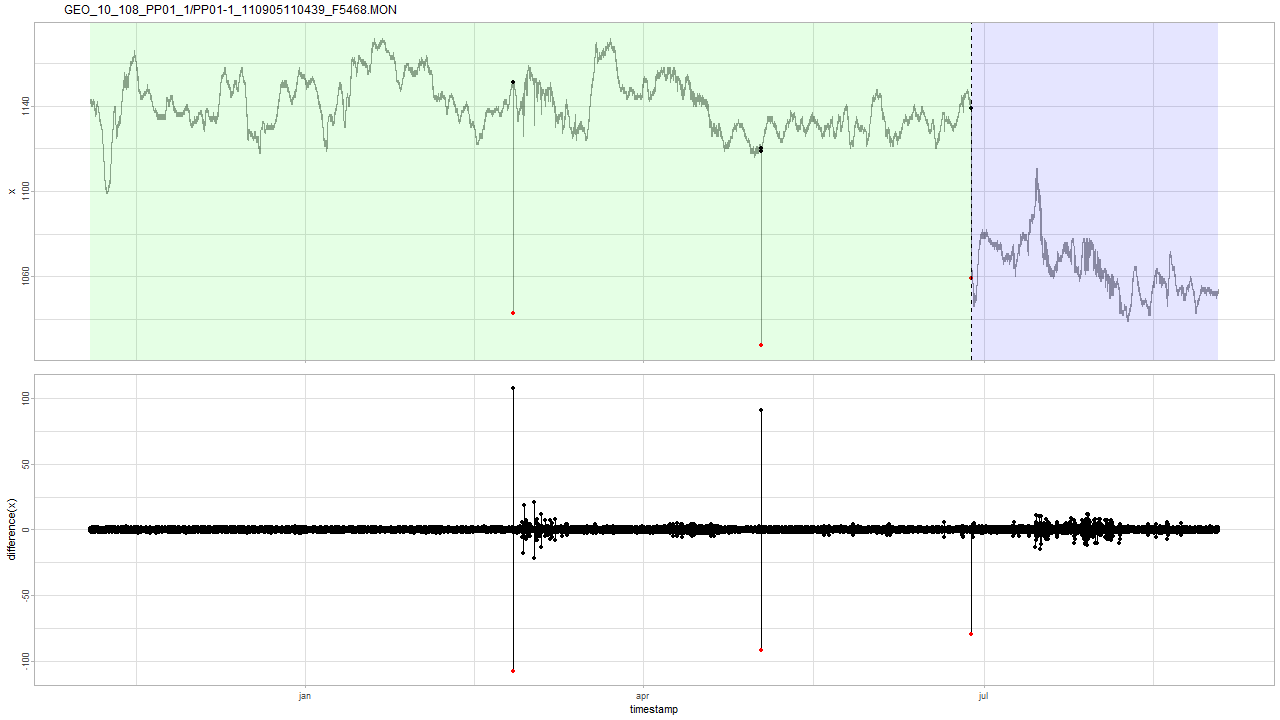 GEO_10_108_PP01_1/PP01-1_110905110439_F5468.MON
1140
1100
1060
x
100
50
0
-50
-100
difference(x)
jan
apr
jul
timestamp